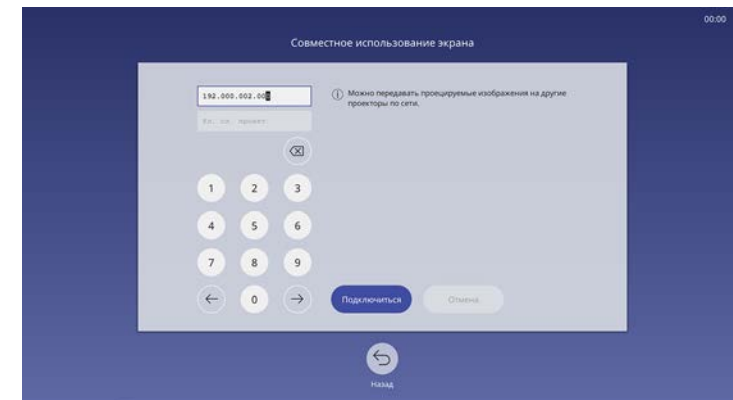 00:00
Совместное использование экрана
192.000.002.00
Можно передавать проецируемые изображения на другие
проекторы по сети.
1 2 3
4 5 6
7 8 9
0
Подключиться Отмена
Назад